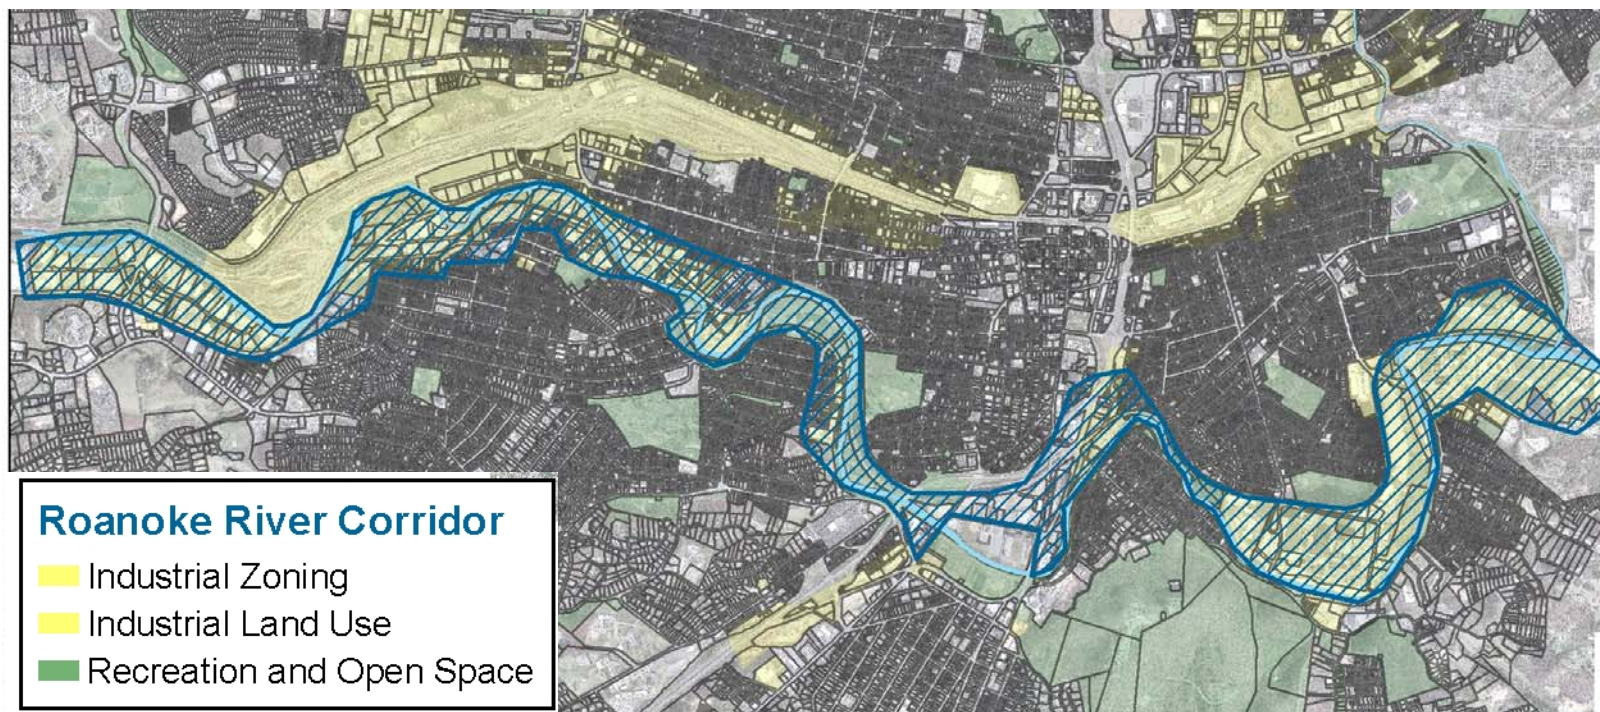 Roanoke River Corridor
Industrial Zoning
Industrial Land Use
Recreation and Open Space